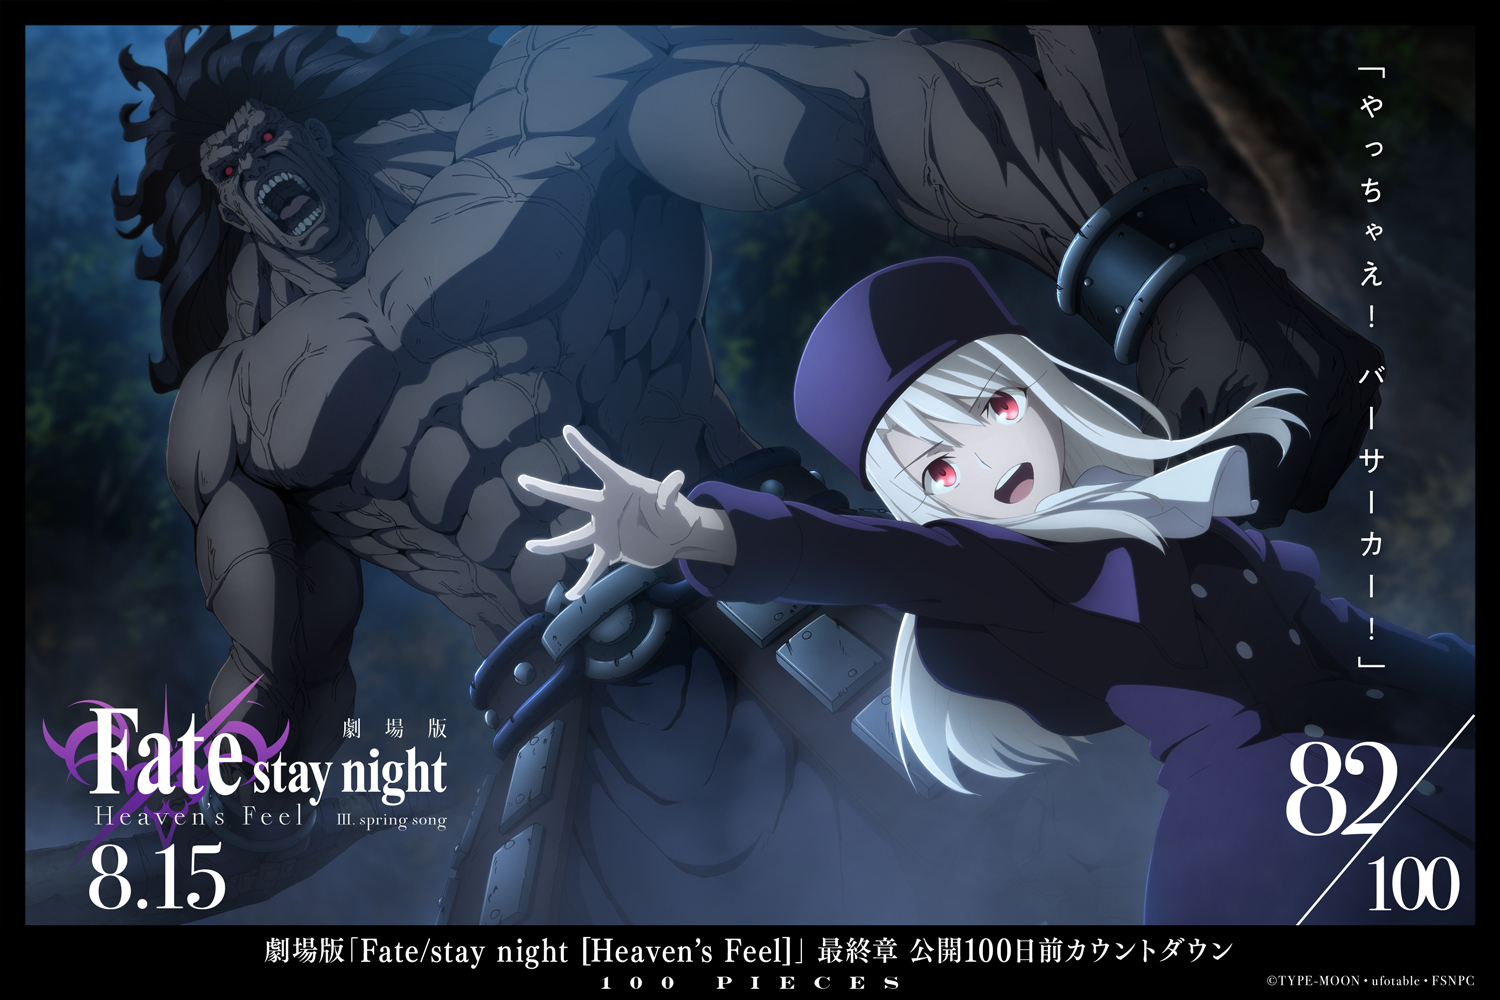 「やっちゃえ！バーサーカー！」
劇場版
Fate stay night
Heaven's Feel III. spring song
8.15
82/100
劇場版「Fate/stay night [Heaven's Feel]」最終章 公開100日前カウントダウン
100 PIECES
©TYPE-MOON・ufotable・FSNPC